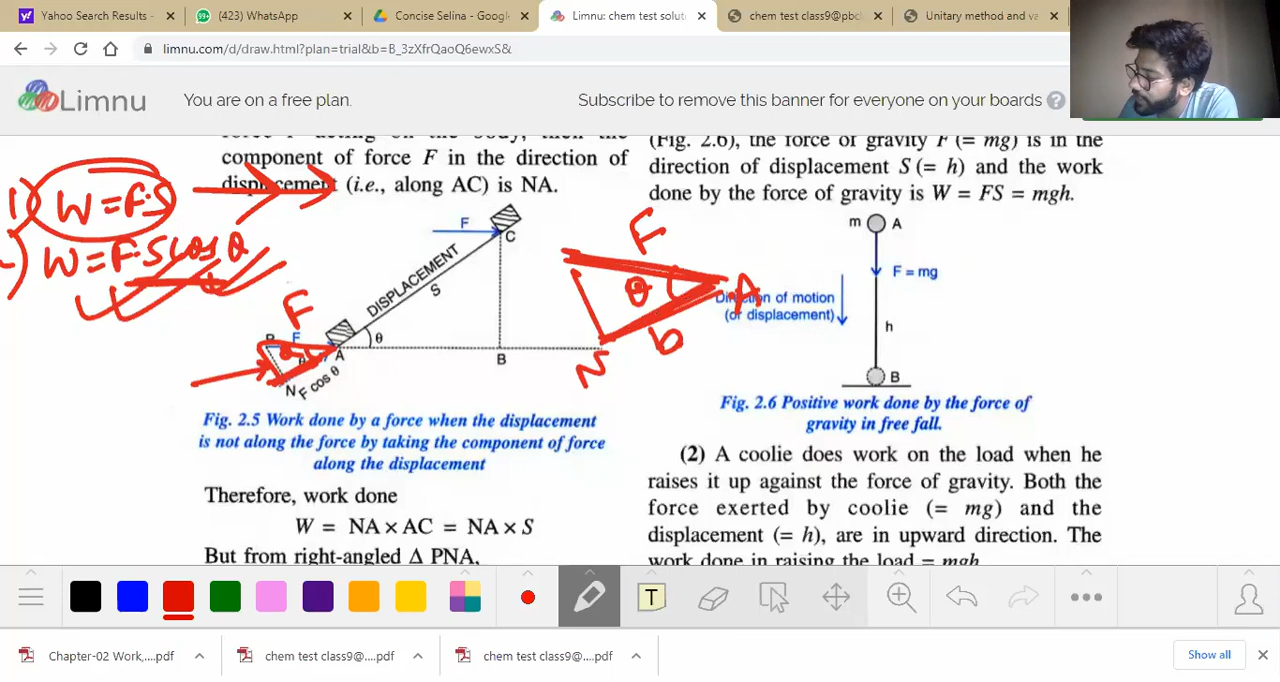 Yahoo Search Results -
(423) WhatsApp
Concise Selina - Google
Limnu: chem test soluti
chem test class9@pbcl
Unitary method and va
99+
limnu.com/d/draw.html?plan=trial&b=B_3zXfrQaoQ6ewxS&
Limnu
You are on a free plan.
Subscribe to remove this banner for everyone on your boards
force F acting on the body, then the
component of force F in the direction of
displacement (i.e., along AC) is NA.
1) W = F.S
W = F.S cos θ
F
C
DISPLACEMENT
S
F
F
θ
θ
A
B
N
F cos θ
F
θ
A
b
N
Fig. 2.5 Work done by a force when the displacement
is not along the force by taking the component of force
along the displacement
Therefore, work done
W = NA × AC = NA × S
But from right-angled Δ PNA,
(Fig. 2.6), the force of gravity F (= mg) is in the
direction of displacement S (= h) and the work
done by the force of gravity is W = FS = mgh.
m A
F = mg
Direction of motion
(or displacement)
h
B
Fig. 2.6 Positive work done by the force of
gravity in free fall.
(2) A coolie does work on the load when he
raises it up against the force of gravity. Both the
force exerted by coolie (= mg) and the
displacement (= h), are in upward direction. The
work done in raising the load = mgh
T
Chapter-02 Work,....pdf
chem test class9@....pdf
chem test class9@....pdf
Show all